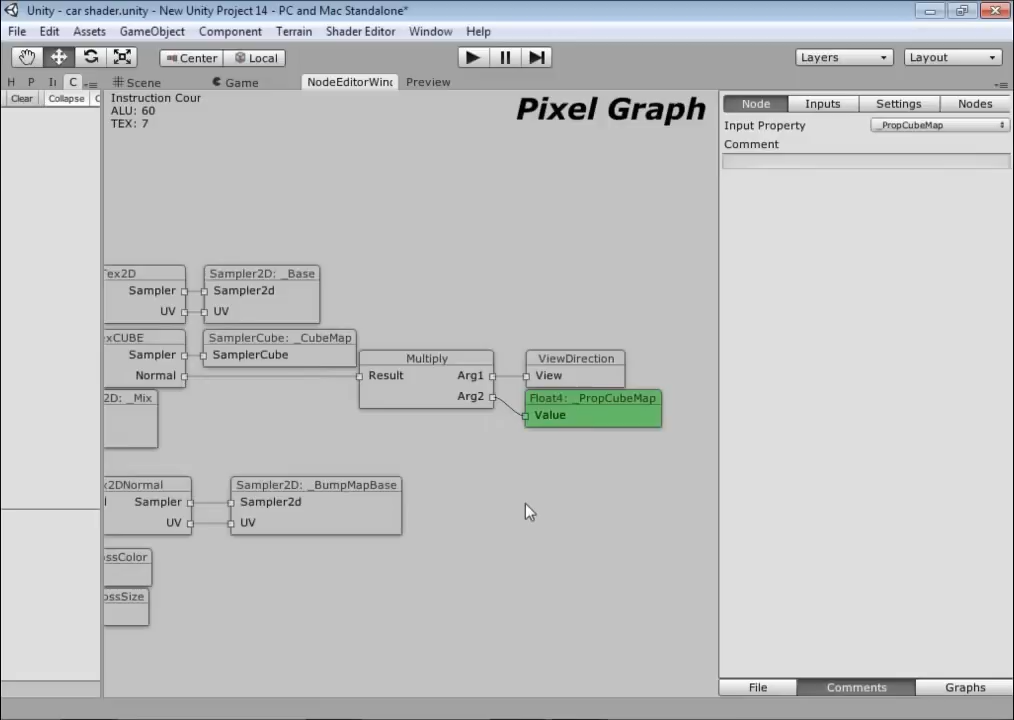 Unity - car shader.unity - New Unity Project 14 - PC and Mac Standalone*
File Edit Assets GameObject Component Terrain Shader Editor Window Help
Center Local Layers Layout
H P C Scene Game NodeEditorWinc Preview
Clear Collapse C
Instruction Cour
ALU: 60
TEX: 7
Pixel Graph
Node Inputs Settings Nodes
Input Property _PropCubeMap
Comment
Tex2D
Sampler
UV
Sampler2D: _Base
Sampler2d
UV
xCUBE
Sampler
Normal
SamplerCube: _CubeMap
SamplerCube
Multiply
Result Arg1
Arg2
ViewDirection
View
Float4: _PropCubeMap
Value
2D: _Mix
x2DNormal
Sampler
UV
Sampler2D: _BumpMapBase
Sampler2d
UV
ossColor
ossSize
File Comments Graphs